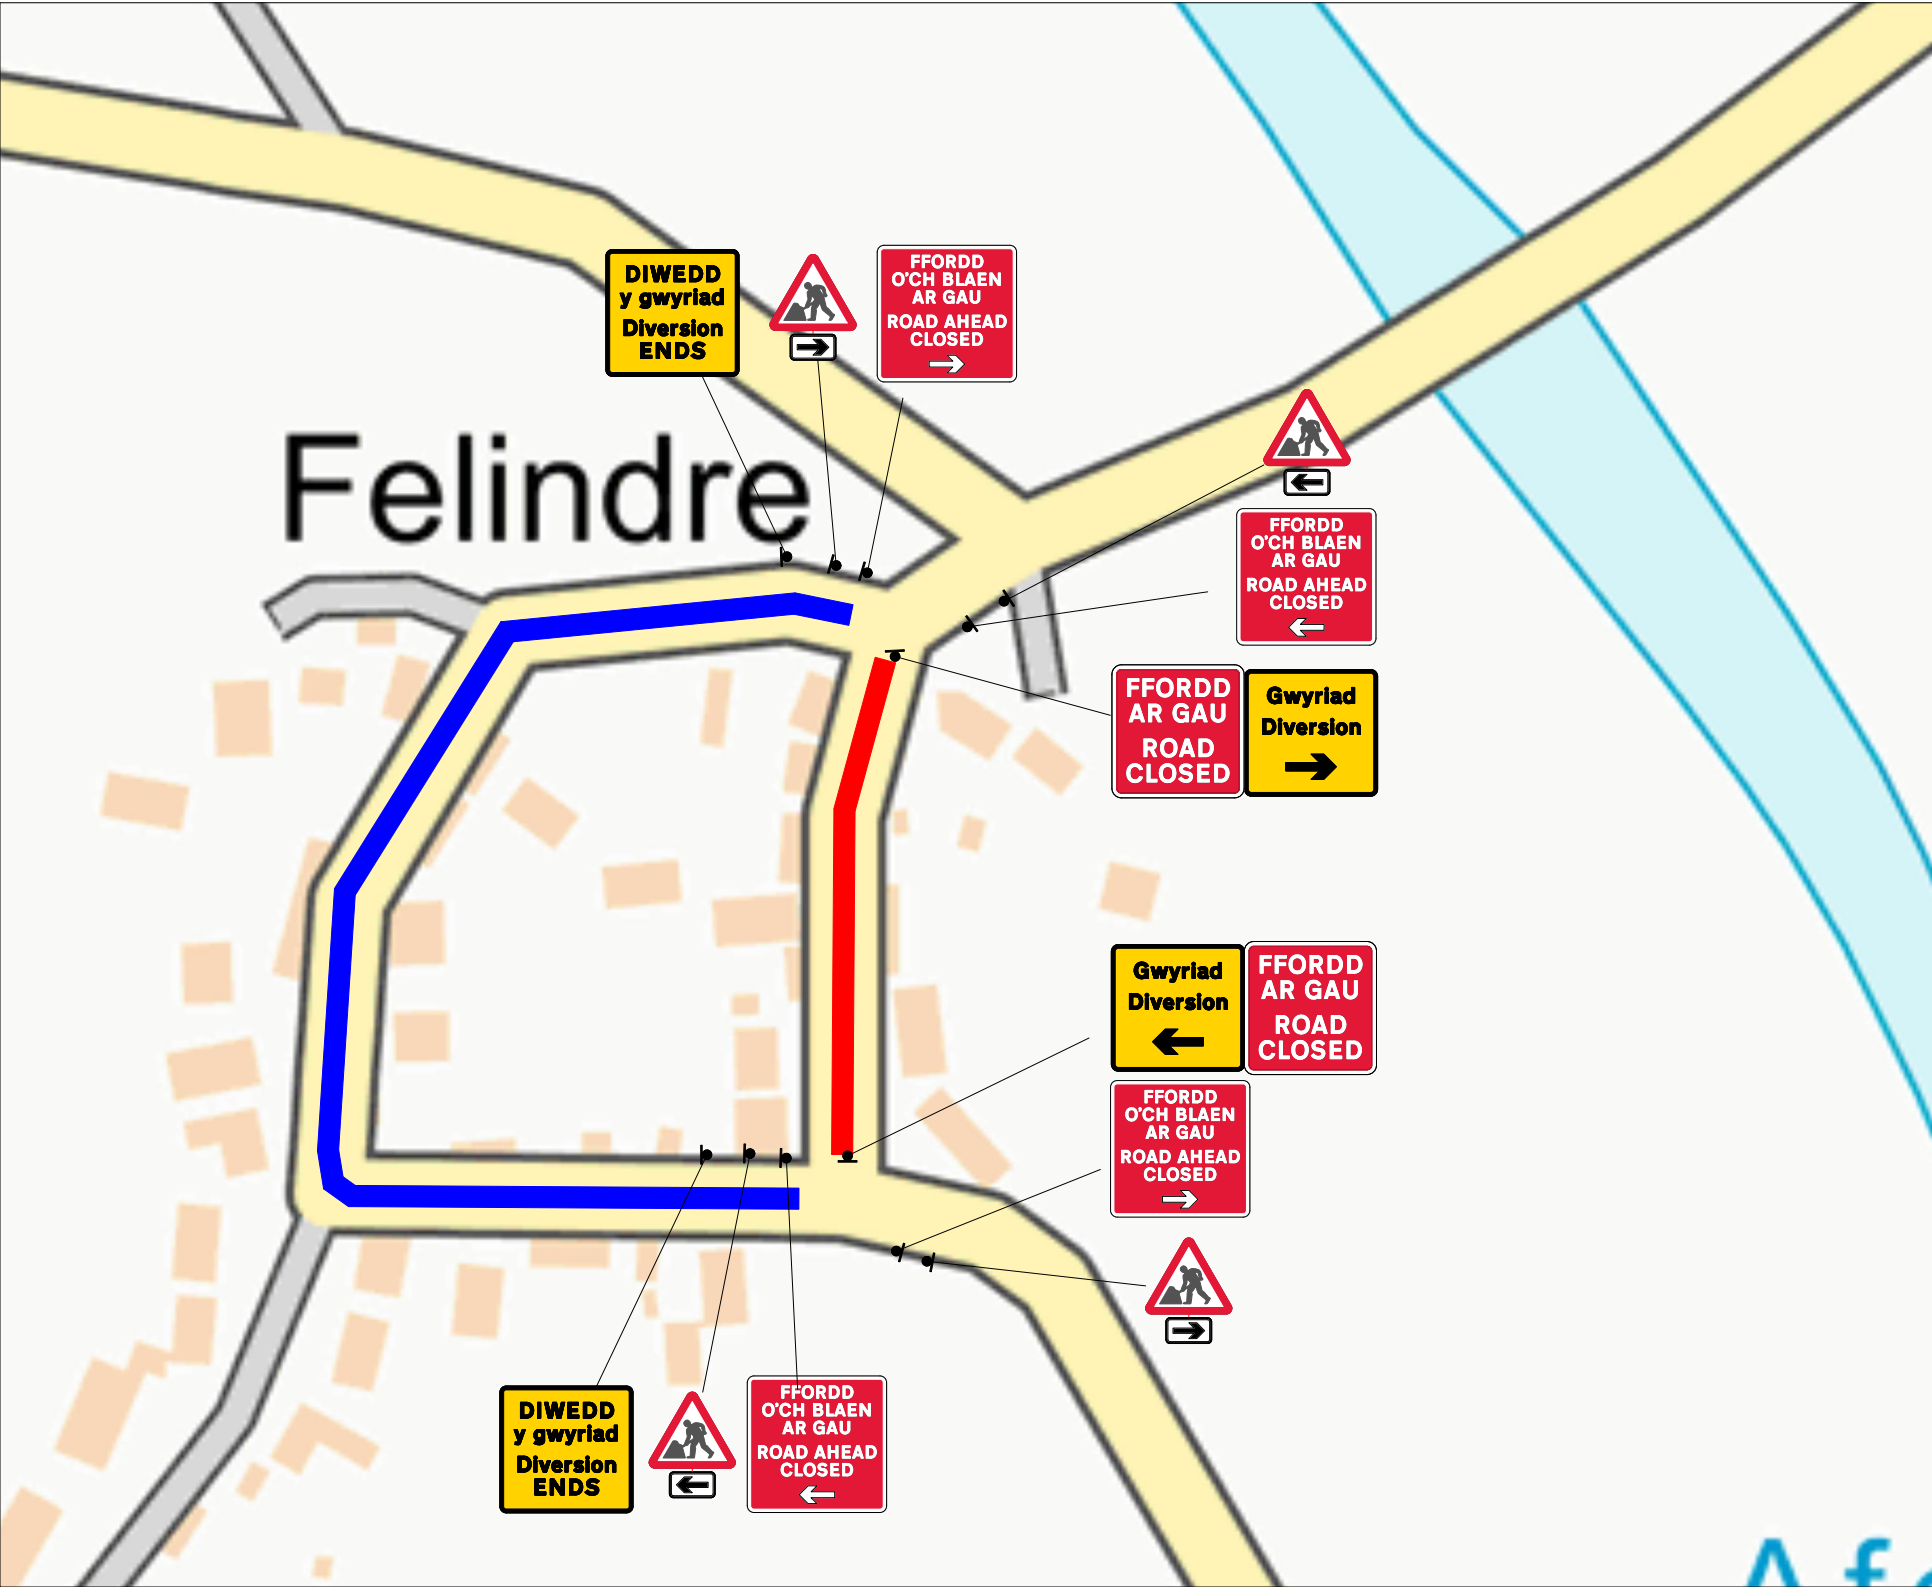 DIWEDD
y gwyriad
Diversion
ENDS
FFORDD
O'CH BLAEN
AR GAU
ROAD AHEAD
CLOSED
Felindre
FFORDD
O'CH BLAEN
AR GAU
ROAD AHEAD
CLOSED
FFORDD
AR GAU
ROAD
CLOSED
Gwyriad
Diversion
Gwyriad
Diversion
FFORDD
AR GAU
ROAD
CLOSED
FFORDD
O'CH BLAEN
AR GAU
ROAD AHEAD
CLOSED
DIWEDD
y gwyriad
Diversion
ENDS
FFORDD
O'CH BLAEN
AR GAU
ROAD AHEAD
CLOSED